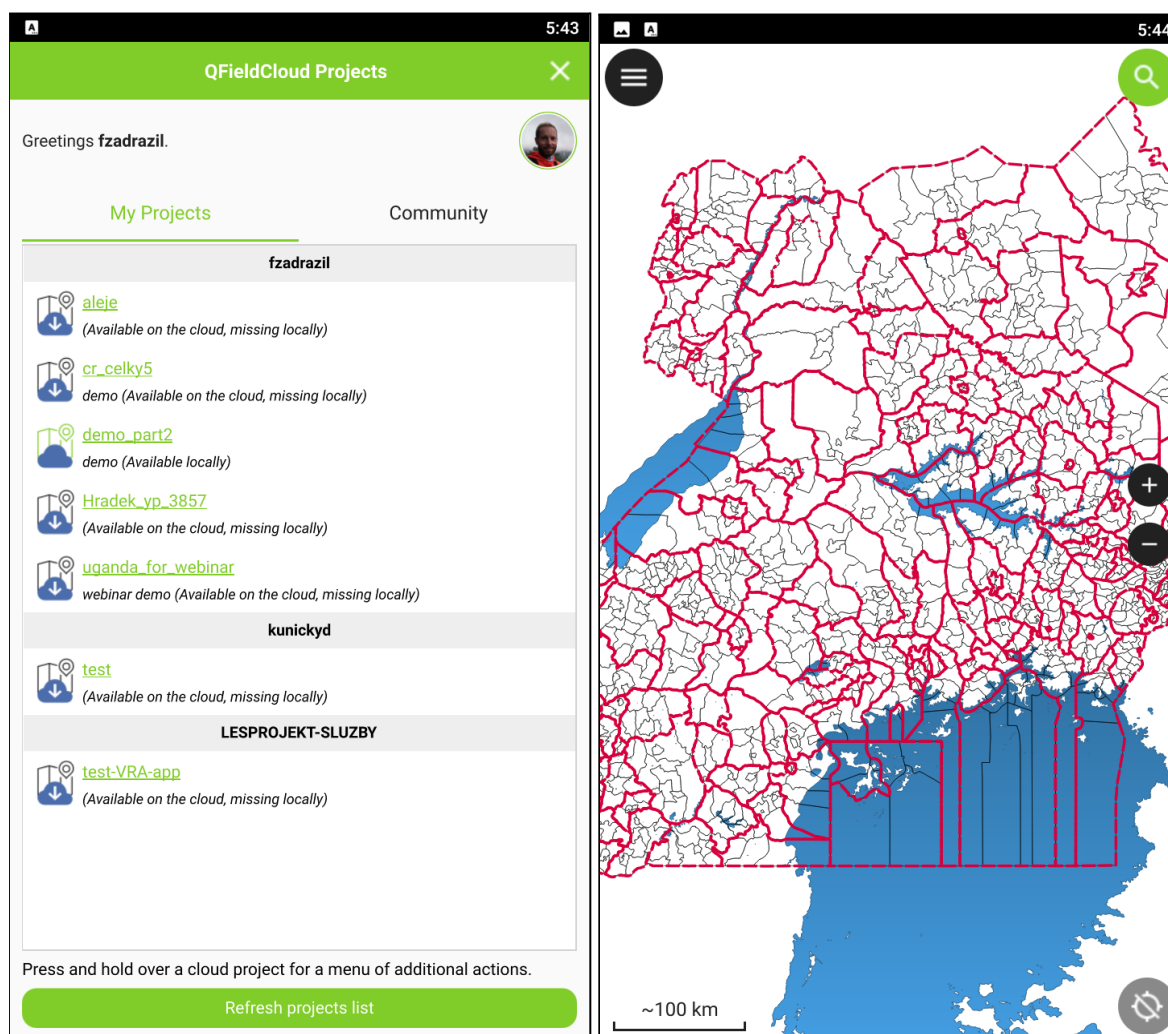 5:43
QFieldCloud Projects
Greetings fzadrazil.
My Projects
Community
fzadrazil
aleje
(Available on the cloud, missing locally)
cr_celky5
demo (Available on the cloud, missing locally)
demo_part2
demo (Available locally)
Hradek_yp_3857
(Available on the cloud, missing locally)
uganda_for_webinar
webinar demo (Available on the cloud, missing locally)
kunickyd
test
(Available on the cloud, missing locally)
LESPROJEKT-SLUZBY
test-VRA-app
(Available on the cloud, missing locally)
Press and hold over a cloud project for a menu of additional actions.
Refresh projects list
5:44
~100 km